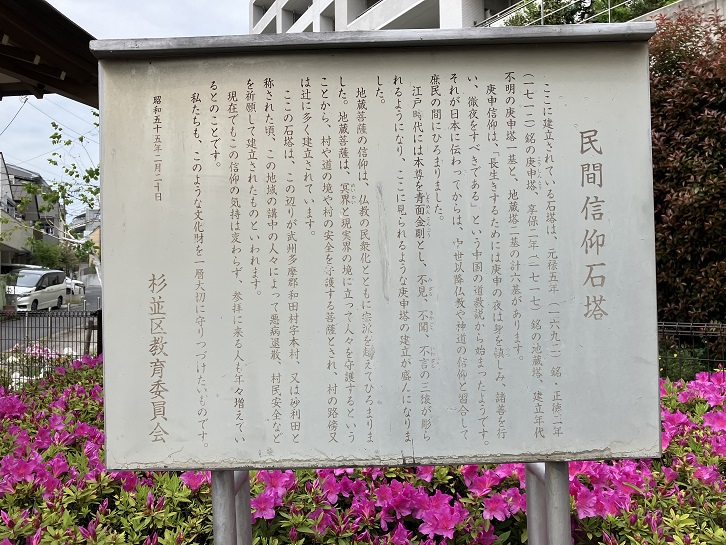 民間信仰石塔
ここに建立されている石塔は、元禄五年（一六九二）銘・正徳二年
（一七一二）銘の庚申塔、享保二年（一七一七）銘の地蔵塔、建立年代
不明の庚申塔一基と、地蔵塔二基の計六基があります。
庚申信仰は、「長生きするためには庚申の夜は身を慎しみ、諸善を行
い、徹夜をすべきである」という中国の道教説から始まったようです。
それが日本に伝わってからは、中世以降仏教や神道の信仰と習合して
庶民の間にひろまりました。
江戸時代には本尊を青面金剛とし、不見、不聞、不言の三猿が彫ら
れるようになり、ここに見られるような庚申塔の建立が盛んになりま
した。
地蔵菩薩の信仰は、仏教の民衆化とともに宗派を越えてひろまりま
した。地蔵菩薩は、冥界と現実界の境に立って人々を守護するという
ことから、村や道の境や村の安全を守護する菩薩とされ、村の路傍又
は辻に多く建立されています。
ここの石塔は、この辺りが武州多摩郡和田村字本村、又は砂利田と
称された頃、この地域の講中の人々によって悪病退散、村民安全など
を祈願して建立されたものといわれます。
現在でもこの信仰の気持は変わらず、参拝に来る人も年々増えてい
るとのことです。
私たちも、このような文化財を一層大切に守りつづけたいものです。
昭和五十五年二月二十日
杉並区教育委員会